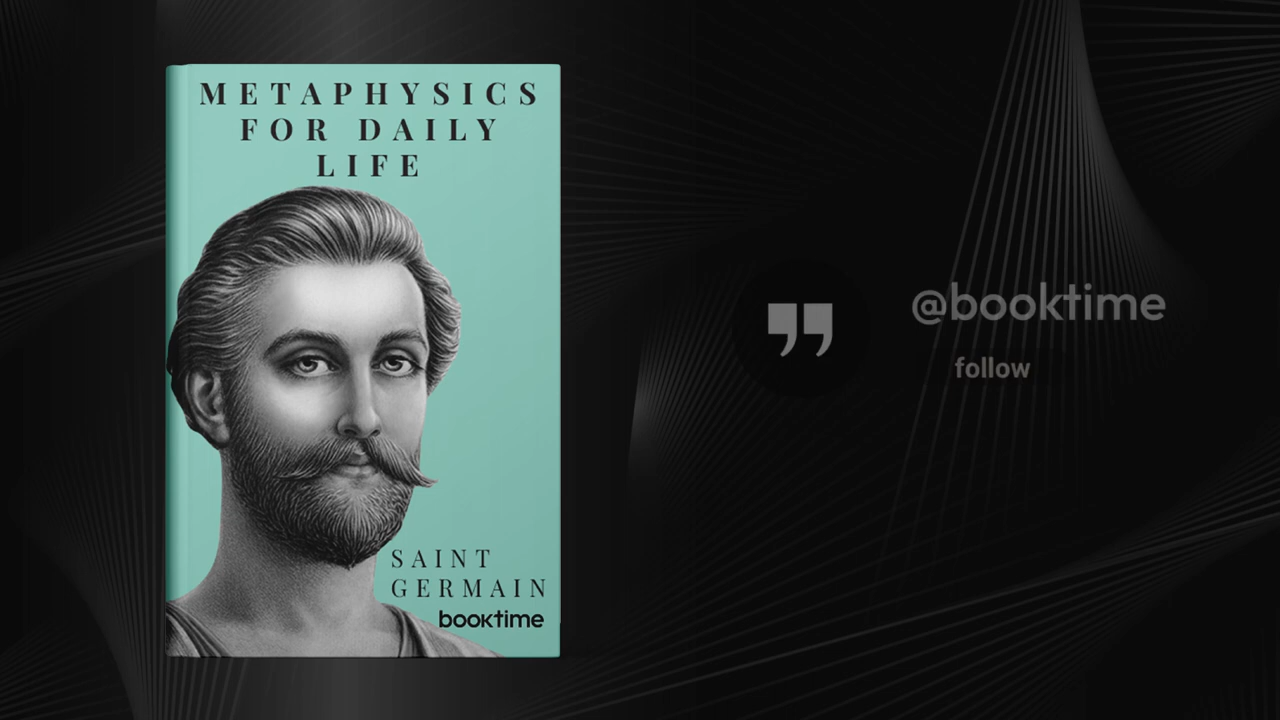 METAPHYSICS
FOR DAILY
LIFE
SAINT
GERMAIN
booktime
@booktime
follow